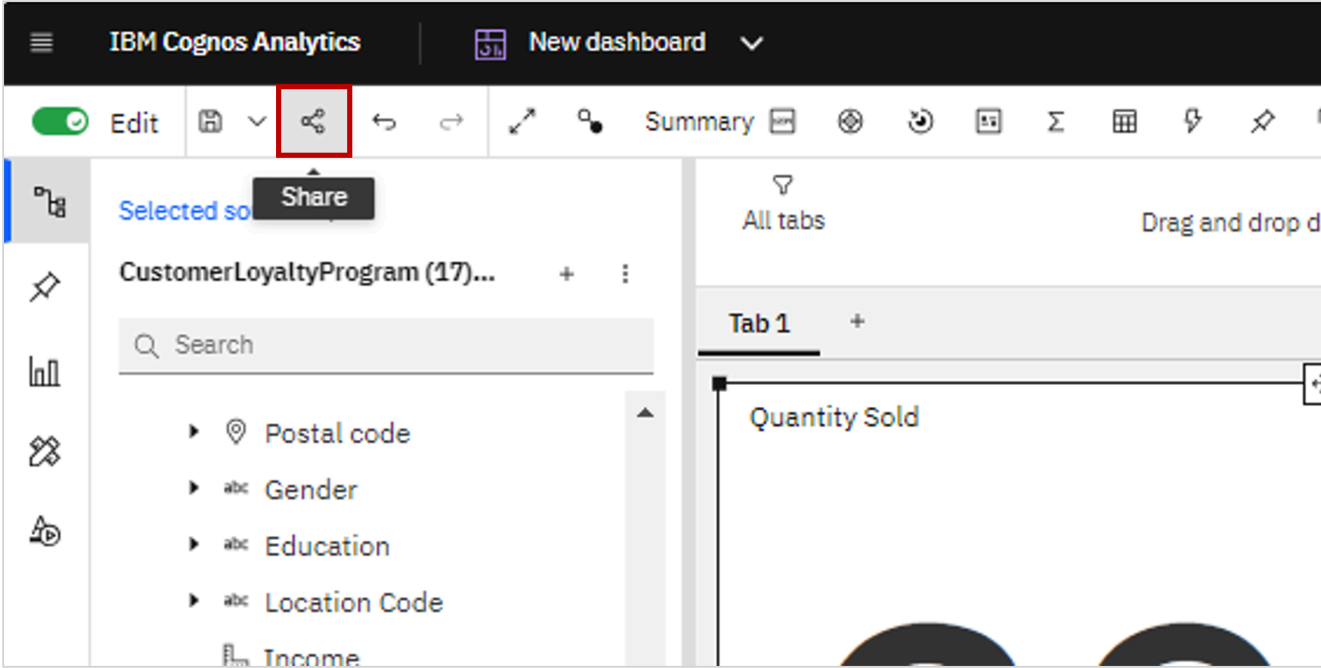 IBM Cognos Analytics
New dashboard
Edit
Summary
Share
Selected so
All tabs
Drag and drop d
CustomerLoyaltyProgram (17)...
Search
Tab 1
Quantity Sold
Postal code
abc Gender
abc Education
abc Location Code
Income